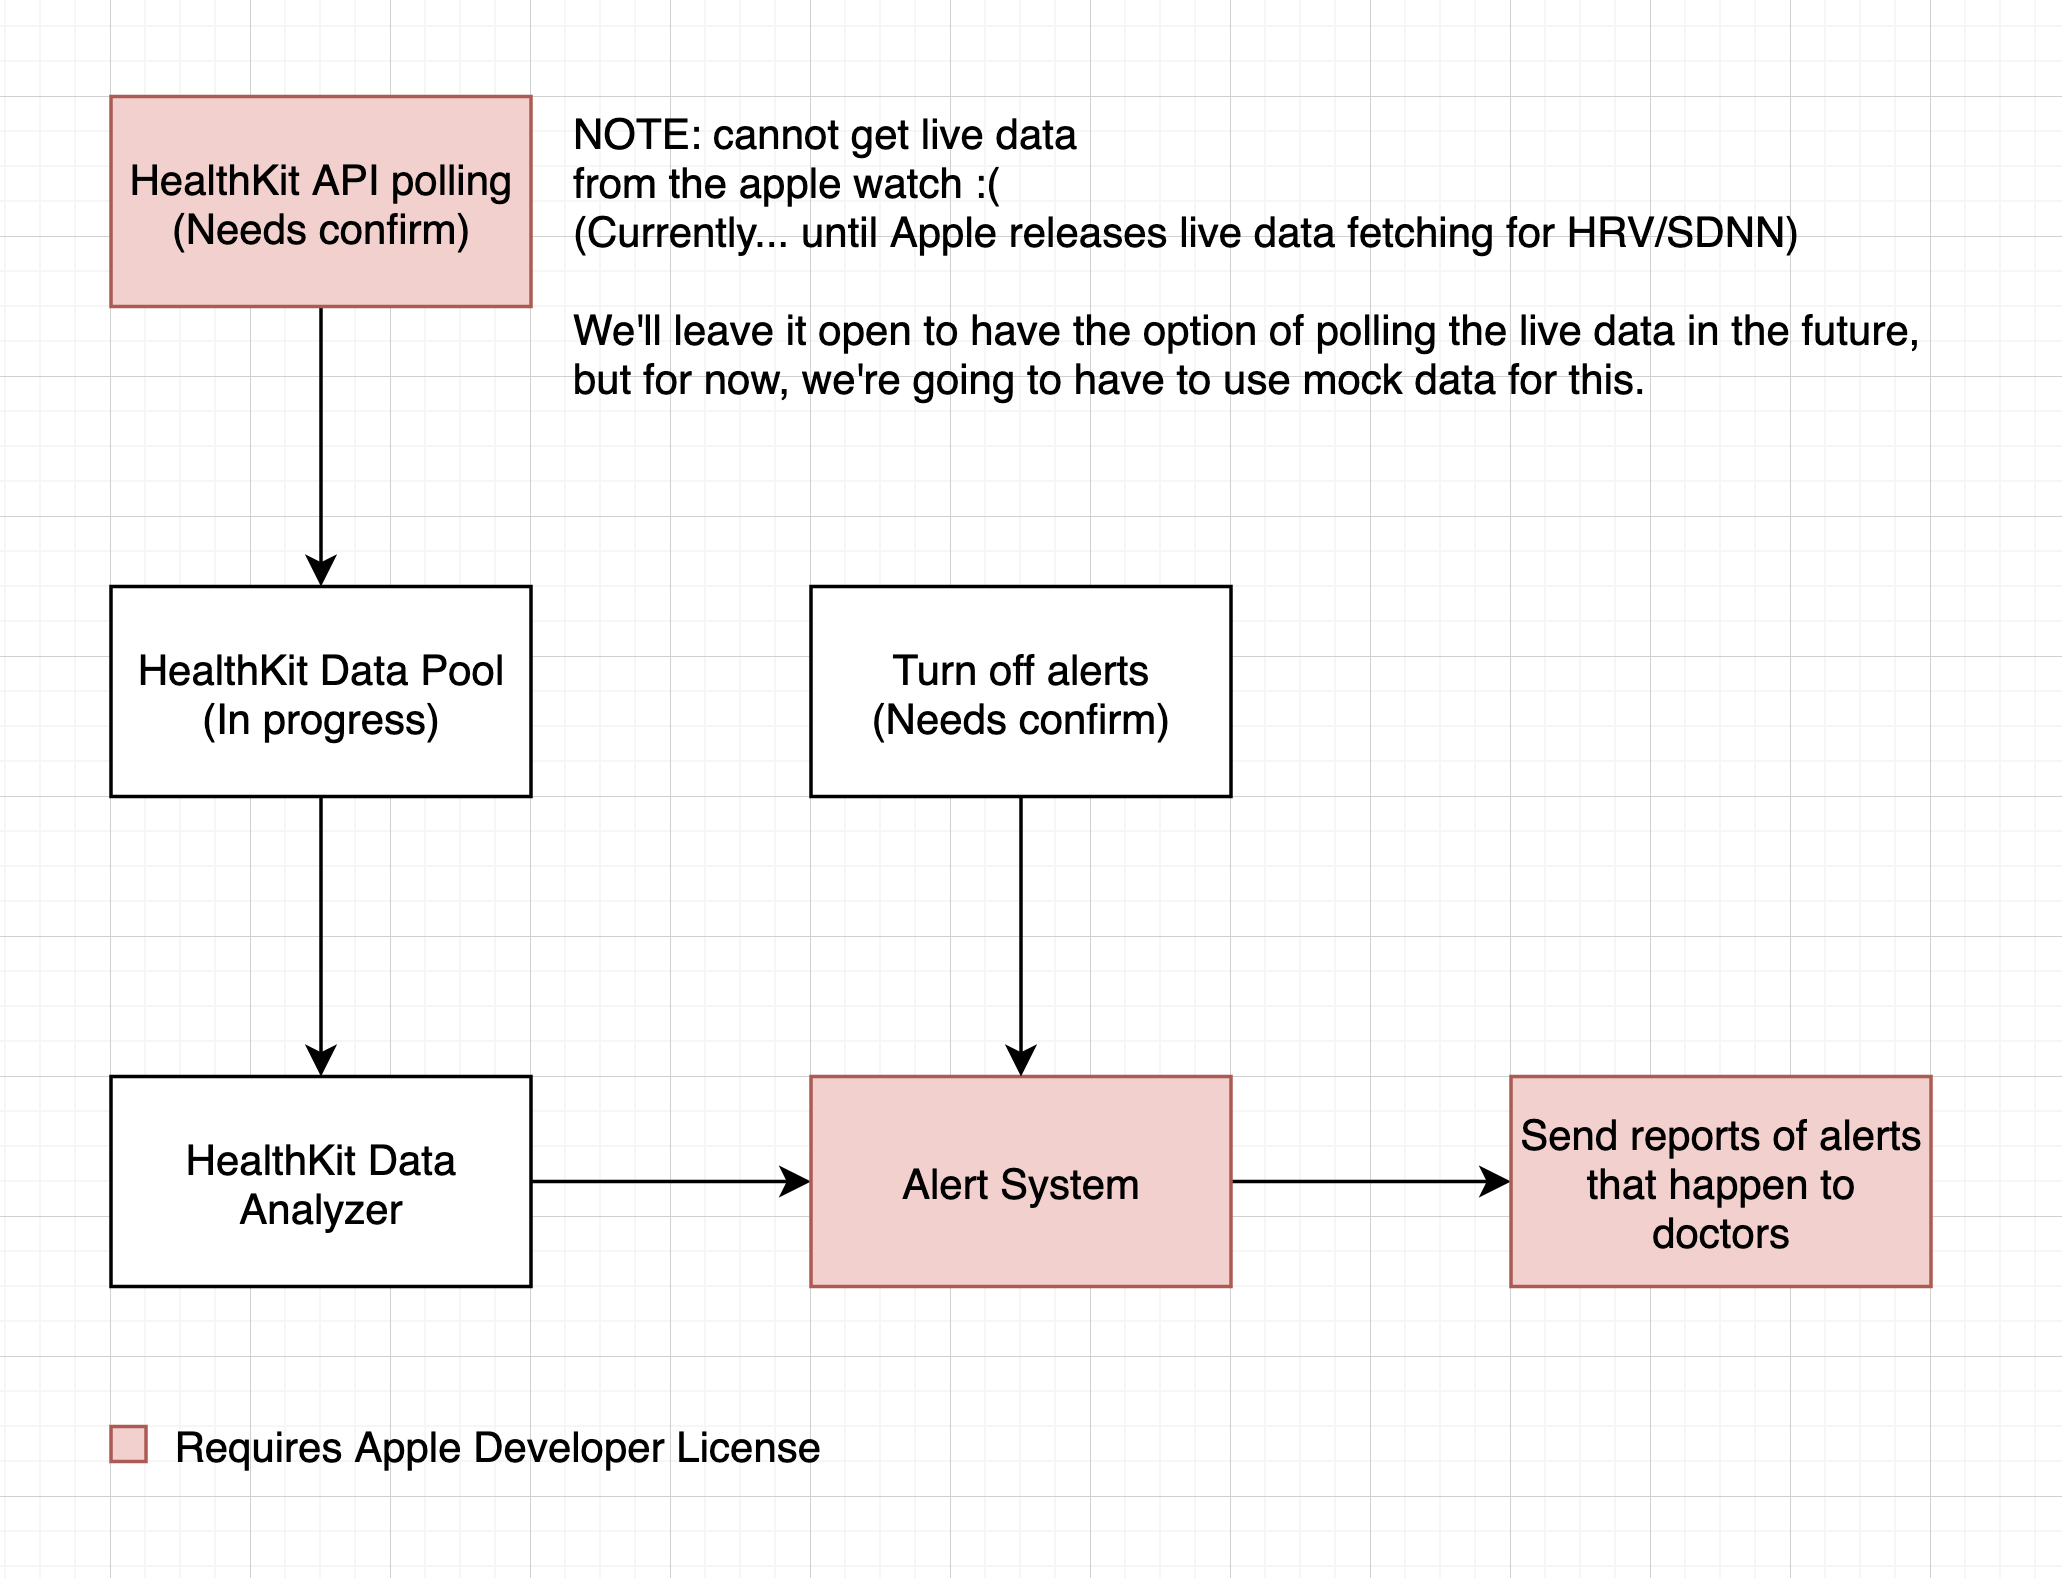 HealthKit API polling
(Needs confirm)
NOTE: cannot get live data
from the apple watch :(
(Currently... until Apple releases live data fetching for HRV/SDNN)
We'll leave it open to have the option of polling the live data in the future,
but for now, we're going to have to use mock data for this.
HealthKit Data Pool
(In progress)
Turn off alerts
(Needs confirm)
HealthKit Data
Analyzer
Alert System
Send reports of alerts
that happen to
doctors
Requires Apple Developer License